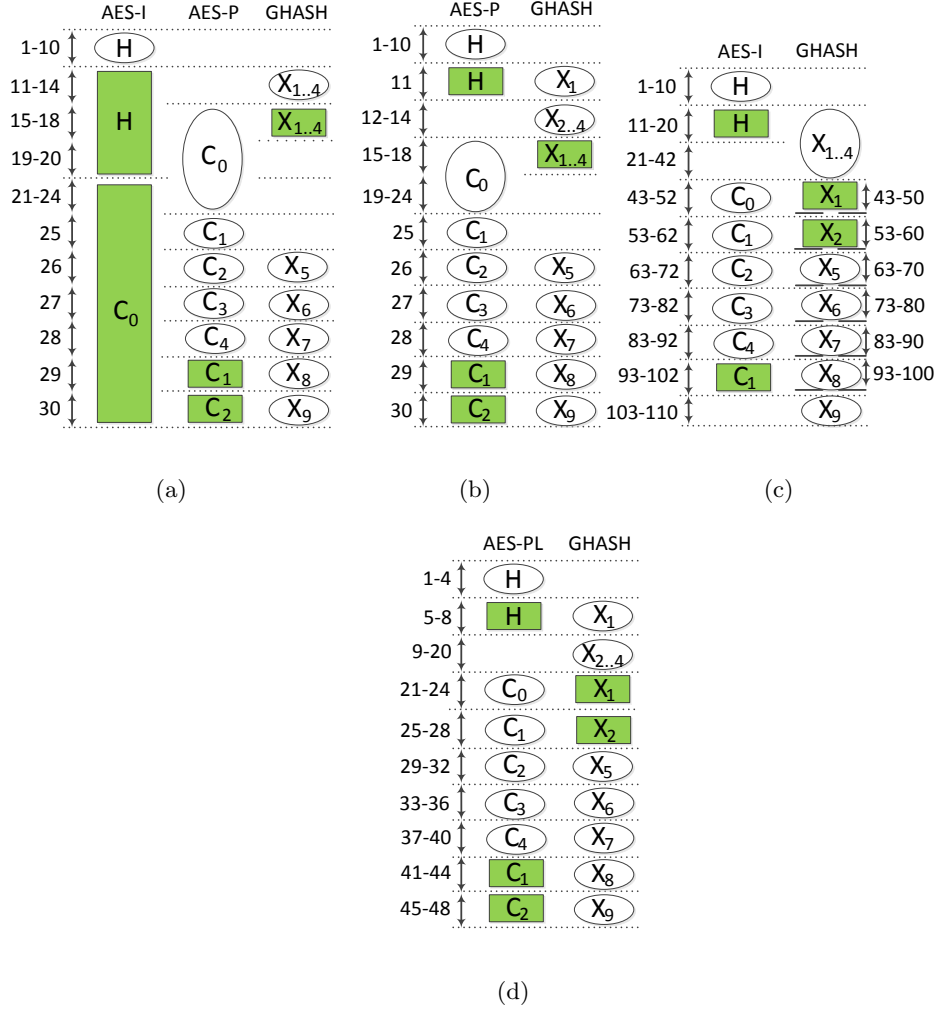 AES-I AES-P GHASH
1-10 H
11-14 H X1..4
15-18 C0 X1..4
19-20
21-24 C0
25 C1
26 C2 X5
27 C3 X6
28 C4 X7
29 C1 X8
30 C2 X9
(a)
AES-P GHASH
1-10 H
11 H X1
12-14 X2..4
15-18 C0 X1..4
19-24
25 C1
26 C2 X5
27 C3 X6
28 C4 X7
29 C1 X8
30 C2 X9
(b)
AES-I GHASH
1-10 H
11-20 H X1..4
21-42
43-52 C0 X1 43-50
53-62 C1 X2 53-60
63-72 C2 X5 63-70
73-82 C3 X6 73-80
83-92 C4 X7 83-90
93-102 C1 X8 93-100
103-110 X9
(c)
AES-PL GHASH
1-4 H
5-8 H X1
9-20 X2..4
21-24 C0 X1
25-28 C1 X2
29-32 C2 X5
33-36 C3 X6
37-40 C4 X7
41-44 C1 X8
45-48 C2 X9
(d)